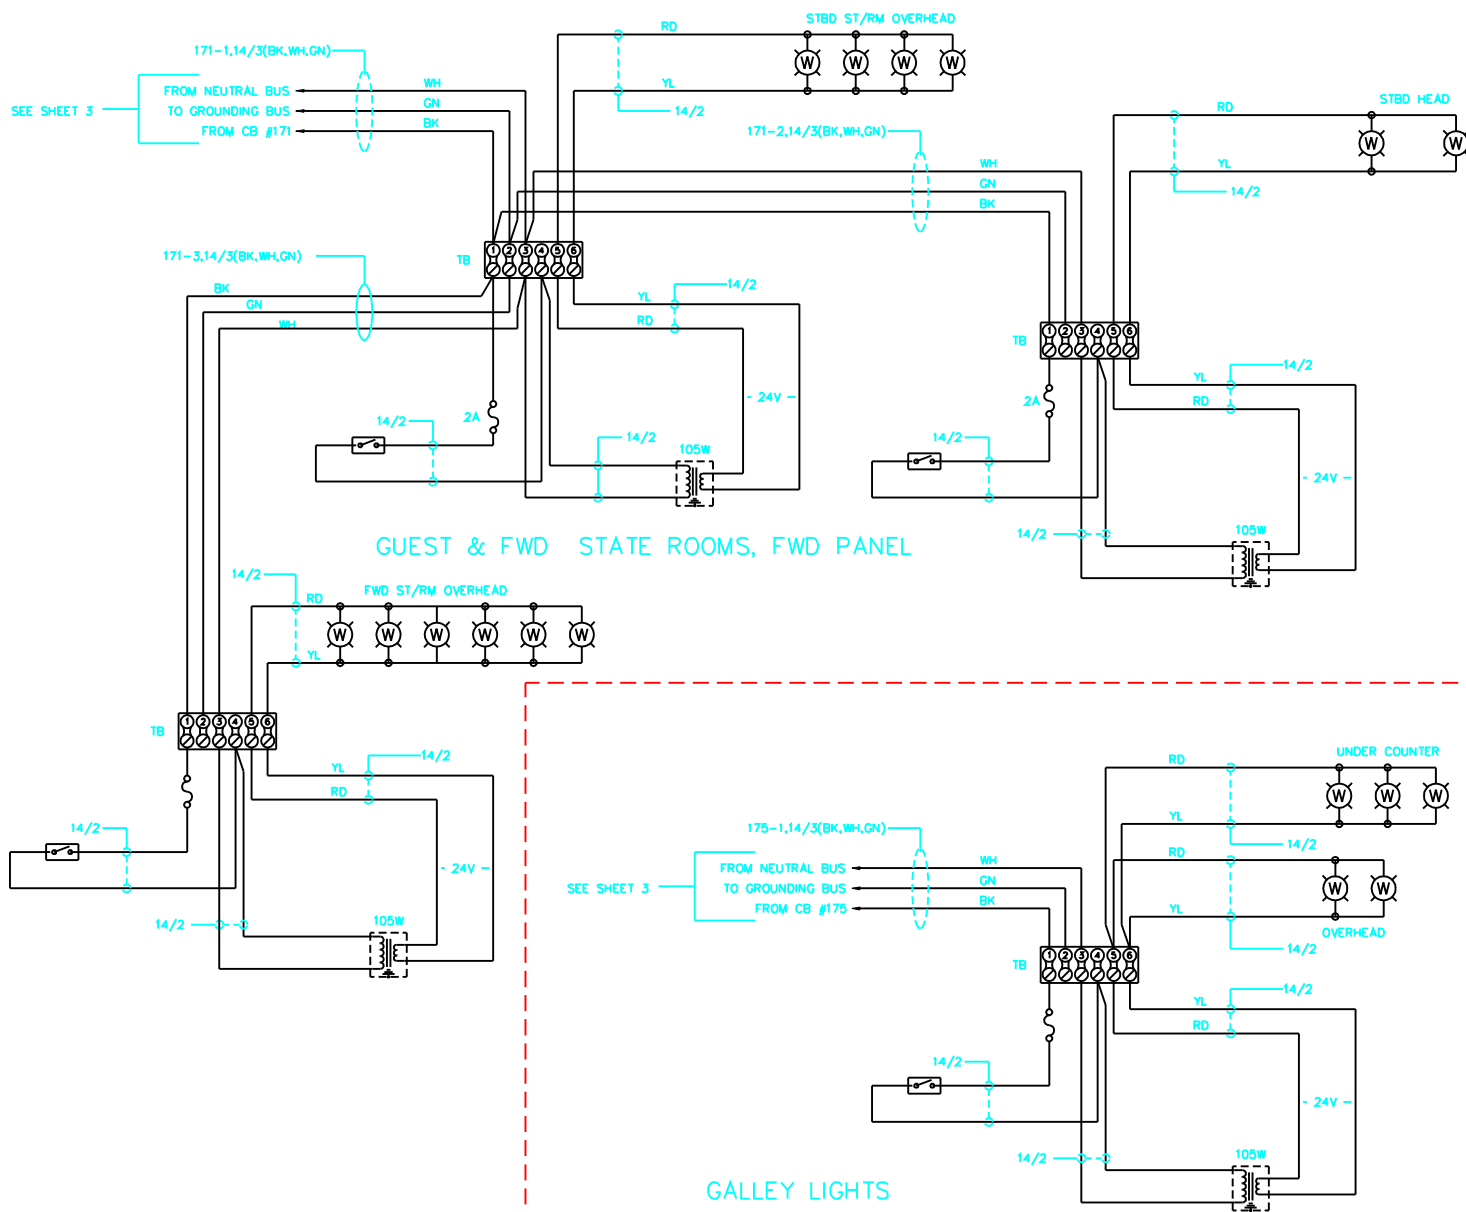 STBD ST/RM OVERHEAD
RD
W W W W
YL
14/2
171-1,14/3(BK,WH,GN)
FROM NEUTRAL BUS
TO GROUNDING BUS
FROM CB #171
SEE SHEET 3
WH
GN
BK
171-2,14/3(BK,WH,GN)
WH
GN
BK
STBD HEAD
RD
W W
YL
14/2
171-3,14/3(BK,WH,GN)
BK
GN
WH
TB
1 2 3 4 5 6
14/2
YL
RD
- 24V -
2A
14/2
14/2
105W
TB
1 2 3 4 5 6
14/2
YL
RD
2A
14/2
- 24V -
14/2
105W
GUEST & FWD STATE ROOMS, FWD PANEL
14/2
FWD ST/RM OVERHEAD
RD
W W W W W W
YL
TB
1 2 3 4 5 6
14/2
YL
RD
14/2
- 24V -
14/2
105W
UNDER COUNTER
RD
W W W
YL
14/2
RD
W W
YL
OVERHEAD
14/2
175-1,14/3(BK,WH,GN)
FROM NEUTRAL BUS
TO GROUNDING BUS
FROM CB #175
SEE SHEET 3
WH
GN
BK
TB
1 2 3 4 5 6
14/2
YL
RD
14/2
- 24V -
14/2
105W
GALLEY LIGHTS